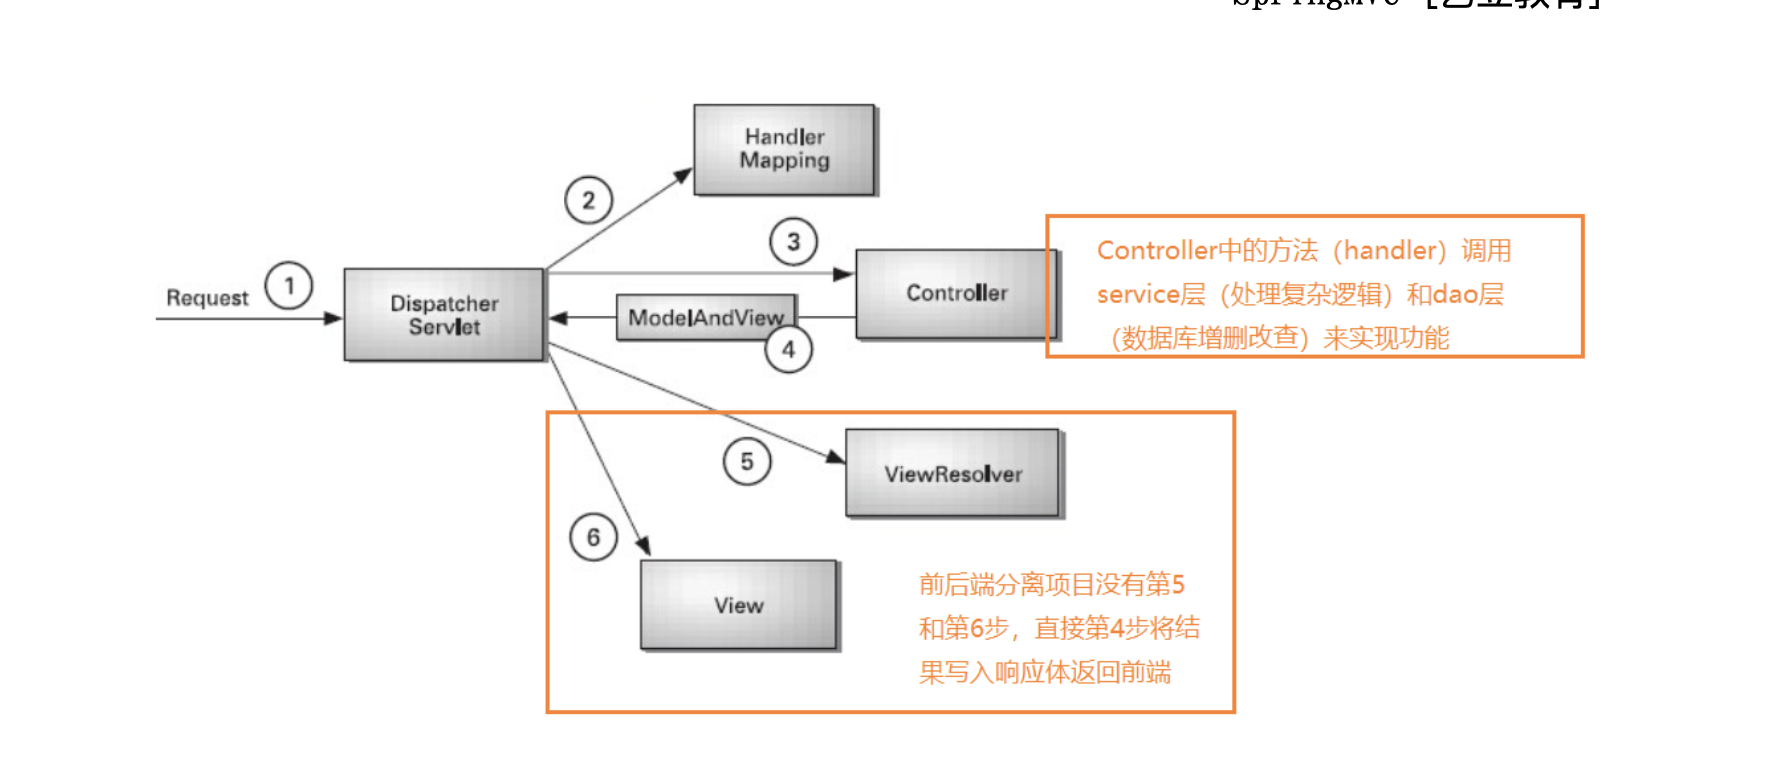 Handler
Mapping
2
3
Controller中的方法（handler）调用
service层（处理复杂逻辑）和dao层
（数据库增删改查）来实现功能
Request
1
Dispatcher
Servlet
ModelAndView
4
Controller
5
ViewResolver
6
View
前后端分离项目没有第5
和第6步，直接第4步将结
果写入响应体返回前端